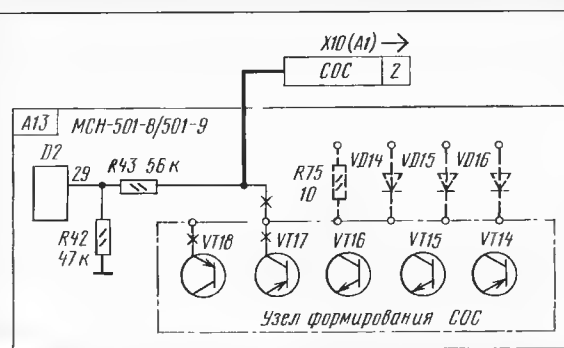 X10 (A1) →
СОС 2
A13 МСН-501-8/501-9
D2
29 R43 56 к
R42
47 к
R75
10
VD14 VD15 VD16
VT18 VT17 VT16 VT15 VT14
Узел формирования СОС